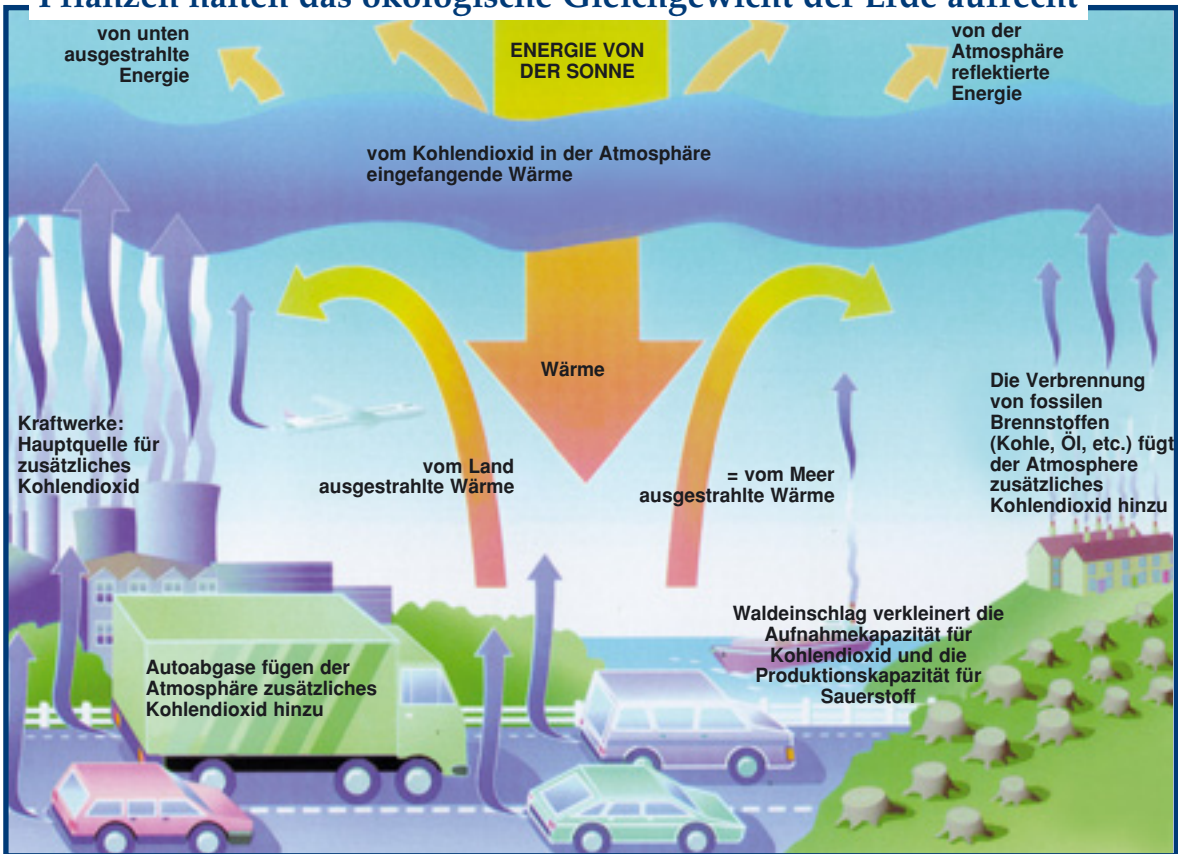 Pflanzen halten das ökologische Gleichgewicht der Erde aufrecht
von unten
ausgestrahlte
Energie
ENERGIE VON
DER SONNE
von der
Atmosphäre
reflektierte
Energie
vom Kohlendioxid in der Atmosphäre
eingefangende Wärme
Wärme
Kraftwerke:
Hauptquelle für
zusätzliches
Kohlendioxid
vom Land
ausgestrahlte Wärme
= vom Meer
ausgestrahlte Wärme
Die Verbrennung
von fossilen
Brennstoffen
(Kohle, Öl, etc.) fügt
der Atmosphere
zusätzliches
Kohlendioxid hinzu
Autoabgase fügen der
Atmosphäre zusätzliches
Kohlendioxid hinzu
Waldeinschlag verkleinert die
Aufnahmekapazität für
Kohlendioxid und die
Produktionskapazität für
Sauerstoff